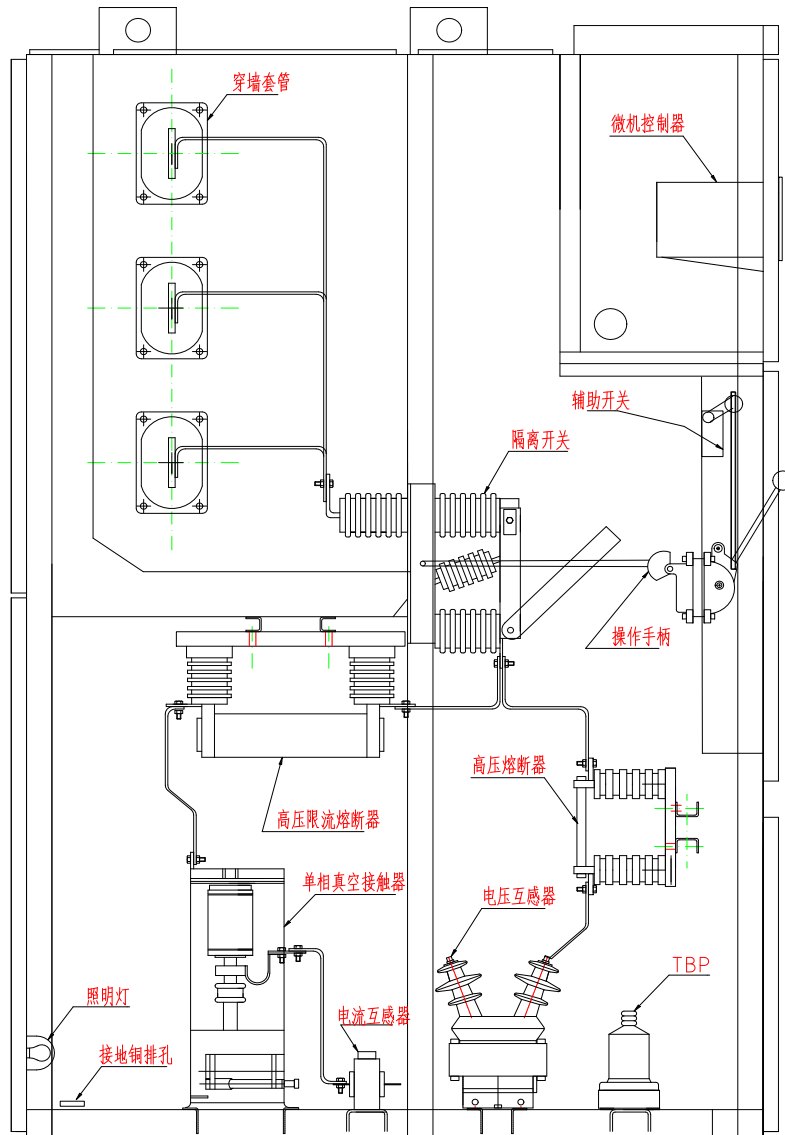 穿墙套管
微机控制器
辅助开关
隔离开关
操作手柄
高压熔断器
高压限流熔断器
单相真空接触器
电压互感器
TBP
照明灯
电流互感器
接地铜排孔